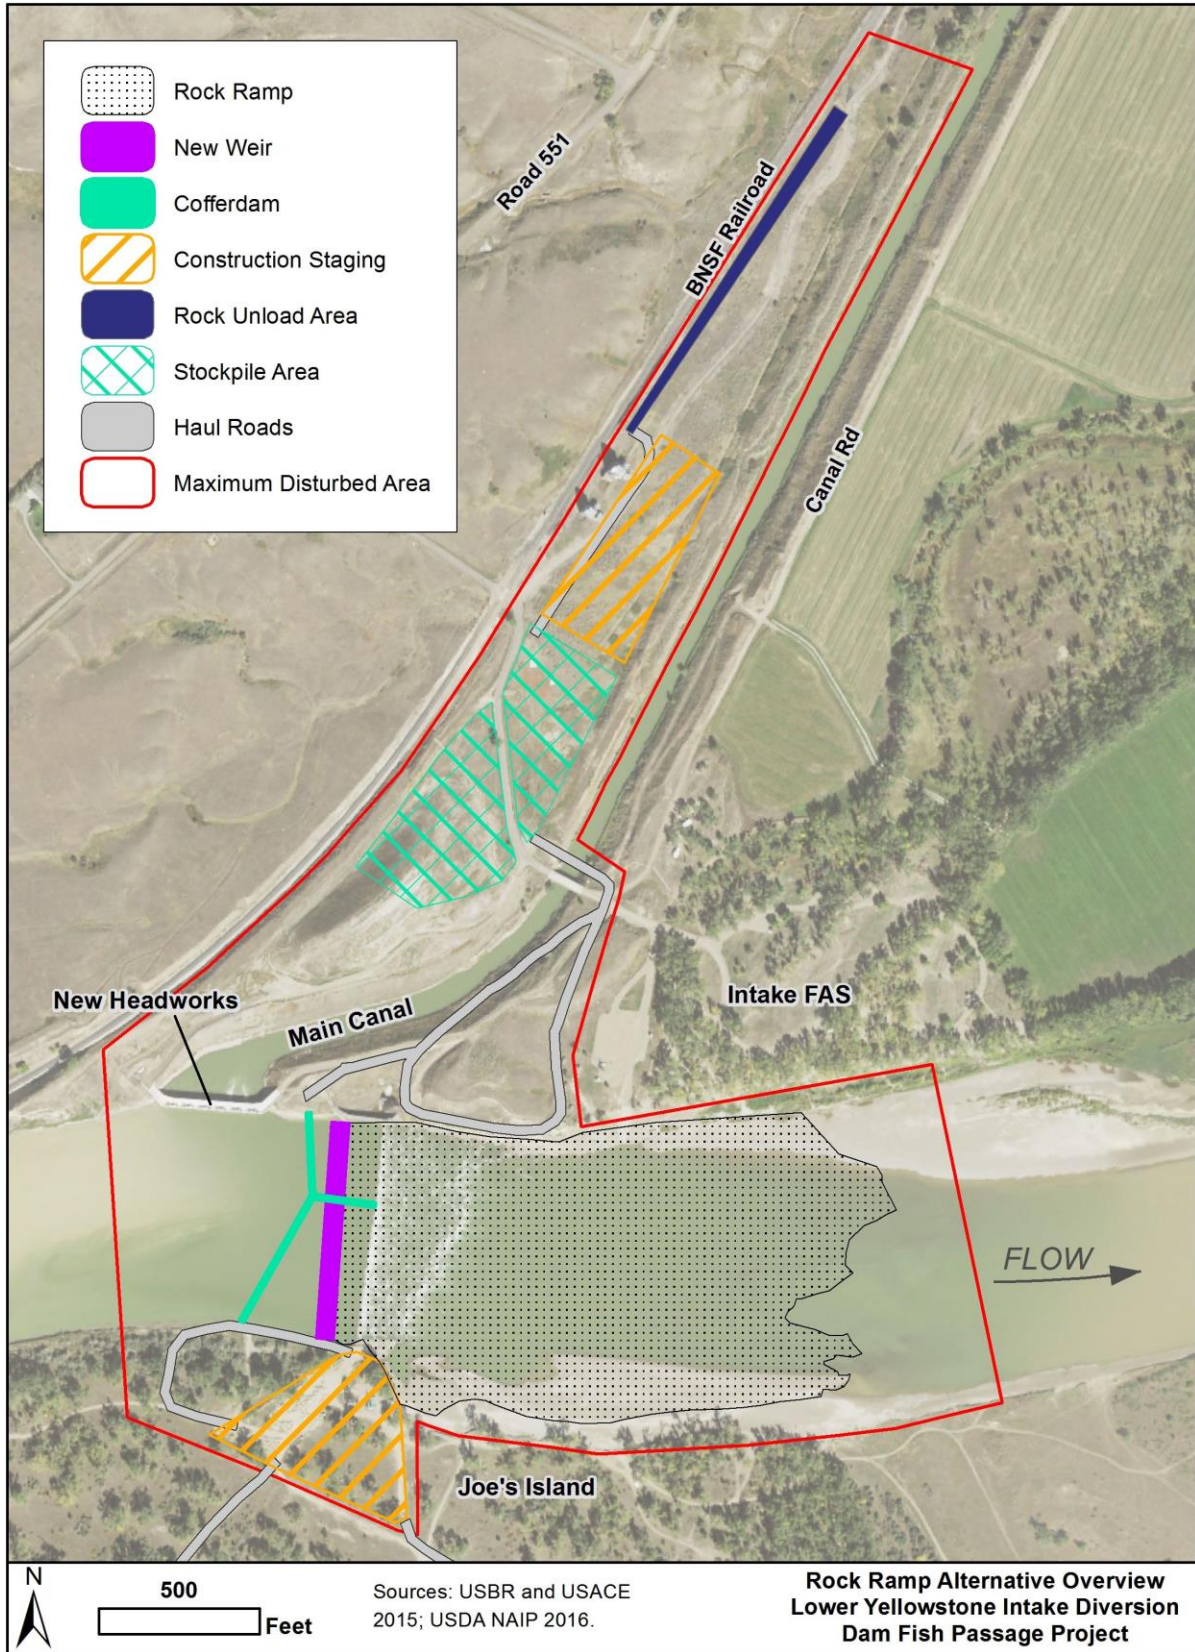 Rock Ramp
New Weir
Cofferdam
Construction Staging
Rock Unload Area
Stockpile Area
Haul Roads
Maximum Disturbed Area
Road 551
BNSF Railroad
Canal Rd
New Headworks
Main Canal
Intake FAS
FLOW
Joe's Island
N
500
Feet
Sources: USBR and USACE
2015; USDA NAIP 2016.
Rock Ramp Alternative Overview
Lower Yellowstone Intake Diversion
Dam Fish Passage Project